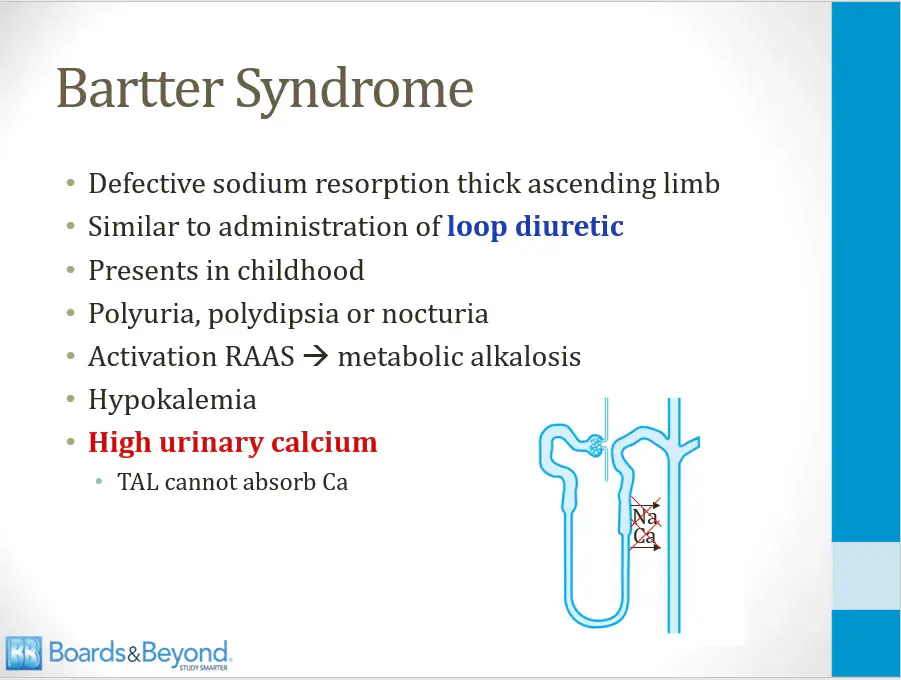 Bartter Syndrome
• Defective sodium resorption thick ascending limb
• Similar to administration of loop diuretic
• Presents in childhood
• Polyuria, polydipsia or nocturia
• Activation RAAS → metabolic alkalosis
• Hypokalemia
• High urinary calcium
• TAL cannot absorb Ca
Na
Ca
BB Boards&Beyond.
STUDY SMARTER